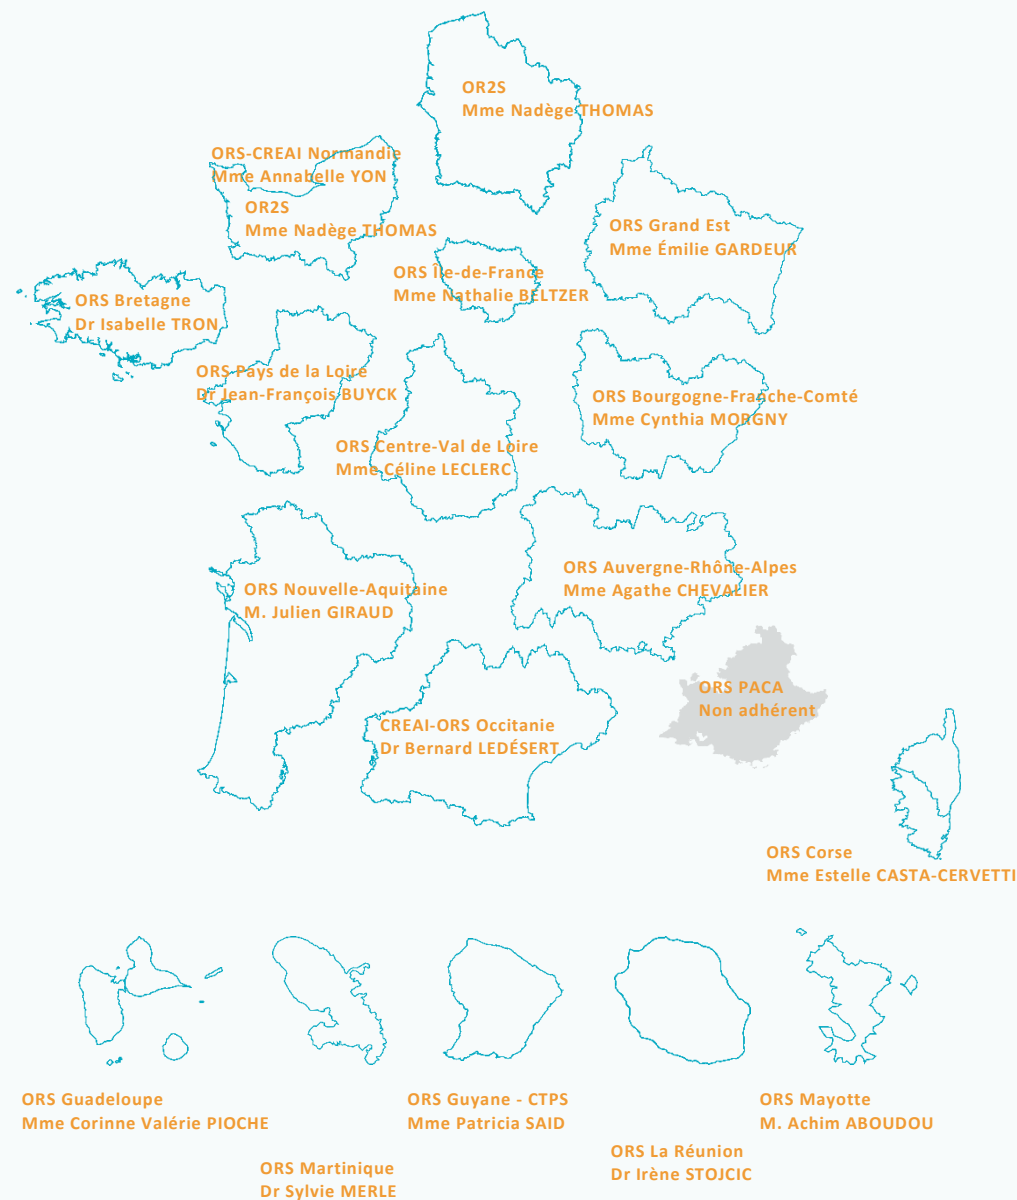 OR2S
Mme Nadège THOMAS
ORS-CREAI Normandie
Mme Annabelle YON
OR2S
Mme Nadège THOMAS
ORS Grand Est
Mme Émilie GARDEUR
ORS Île-de-France
Mme Nathalie BELTZER
ORS Bretagne
Dr Isabelle TRON
ORS Pays de la Loire
Dr Jean-François BUYCK
ORS Bourgogne-Franche-Comté
Mme Cynthia MORGNY
ORS Centre-Val de Loire
Mme Céline LECLERC
ORS Auvergne-Rhône-Alpes
Mme Agathe CHEVALIER
ORS Nouvelle-Aquitaine
M. Julien GIRAUD
ORS PACA
Non adhérent
CREAI-ORS Occitanie
Dr Bernard LEDÉSERT
ORS Corse
Mme Estelle CASTA-CERVETTI
ORS Guadeloupe
Mme Corinne Valérie PIOCHE
ORS Guyane - CTPS
Mme Patricia SAID
ORS Mayotte
M. Achim ABOUDOU
ORS La Réunion
Dr Irène STOJCIC
ORS Martinique
Dr Sylvie MERLE